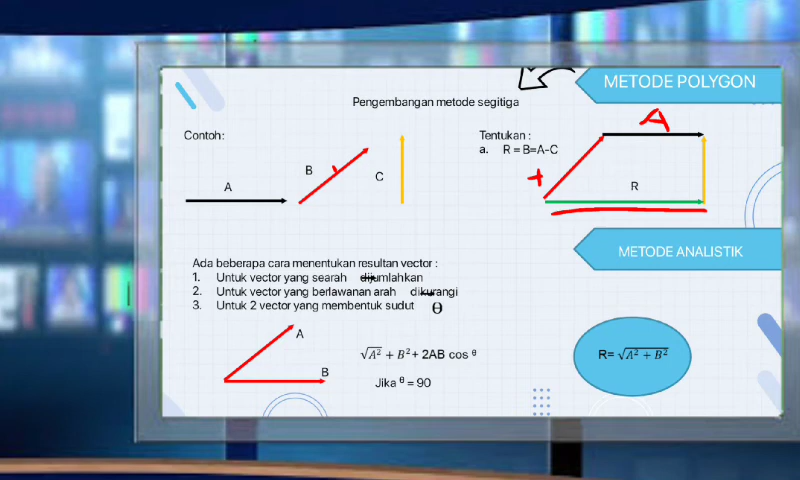 METODE POLYGON
Pengembangan metode segitiga
Contoh:
Tentukan :
a. R = B=A-C
A
B
C
A
+
R
METODE ANALISTIK
Ada beberapa cara menentukan resultan vector :
1. Untuk vector yang searah dijumlahkan
2. Untuk vector yang berlawanan arah dikurangi
3. Untuk 2 vector yang membentuk sudut θ
A
B
√A² + B²+ 2AB cos θ
Jika θ = 90
R= √A² + B²